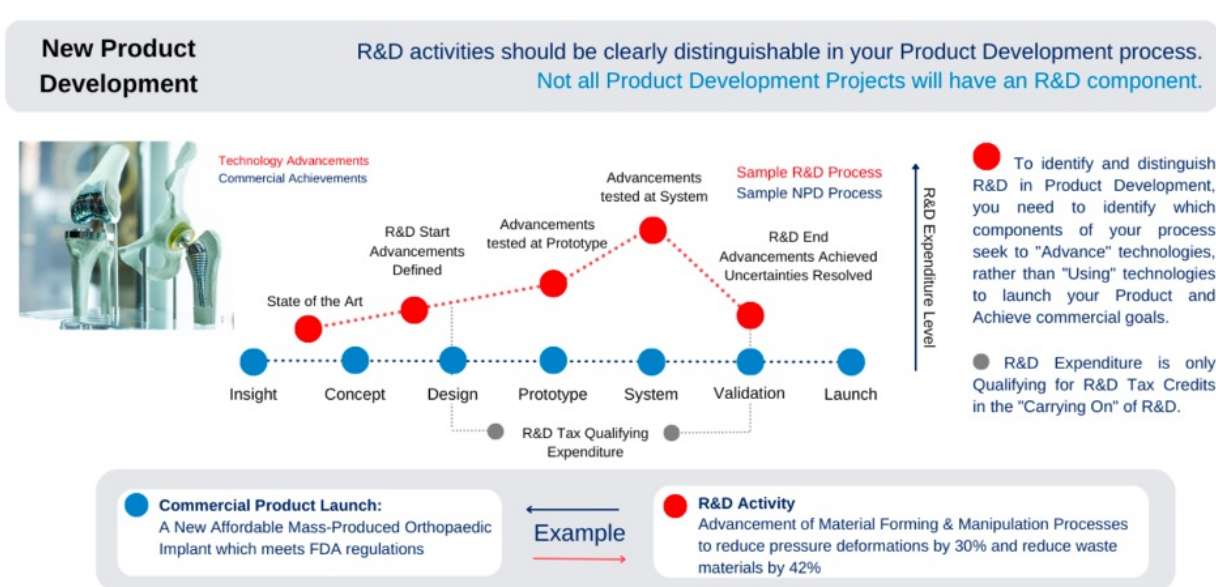 New Product
Development
R&D activities should be clearly distinguishable in your Product Development process.
Not all Product Development Projects will have an R&D component.
Technology Advancements
Commercial Achievements
Sample R&D Process
Sample NPD Process
State of the Art
R&D Start
Advancements
Defined
Advancements
tested at Prototype
Advancements
tested at System
R&D End
Advancements Achieved
Uncertainties Resolved
R&D Expenditure Level
Insight
Concept
Design
Prototype
System
Validation
Launch
R&D Tax Qualifying
Expenditure
To identify and distinguish
R&D in Product Development,
you need to identify which
components of your process
seek to "Advance" technologies,
rather than "Using" technologies
to launch your Product and
Achieve commercial goals.
R&D Expenditure is only
Qualifying for R&D Tax Credits
in the "Carrying On" of R&D.
Commercial Product Launch:
A New Affordable Mass-Produced Orthopaedic
Implant which meets FDA regulations
Example
R&D Activity
Advancement of Material Forming & Manipulation Processes
to reduce pressure deformations by 30% and reduce waste
materials by 42%